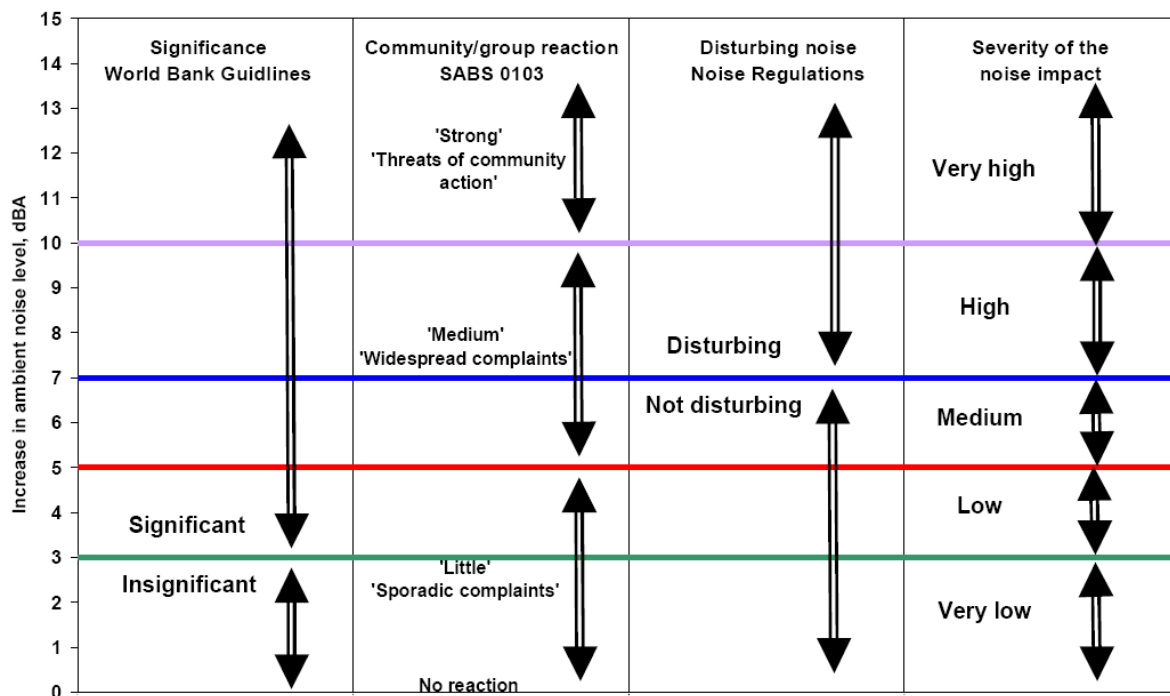 Increase in ambient noise level, dBA
15
14
13
12
11
10
9
8
7
6
5
4
3
2
1
0
Significance
World Bank Guidlines
Significant
Insignificant
Community/group reaction
SABS 0103
'Strong'
'Threats of community
action'
'Medium'
'Widespread complaints'
'Little'
'Sporadic complaints'
No reaction
Disturbing noise
Noise Regulations
Disturbing
Not disturbing
Severity of the
noise impact
Very high
High
Medium
Low
Very low